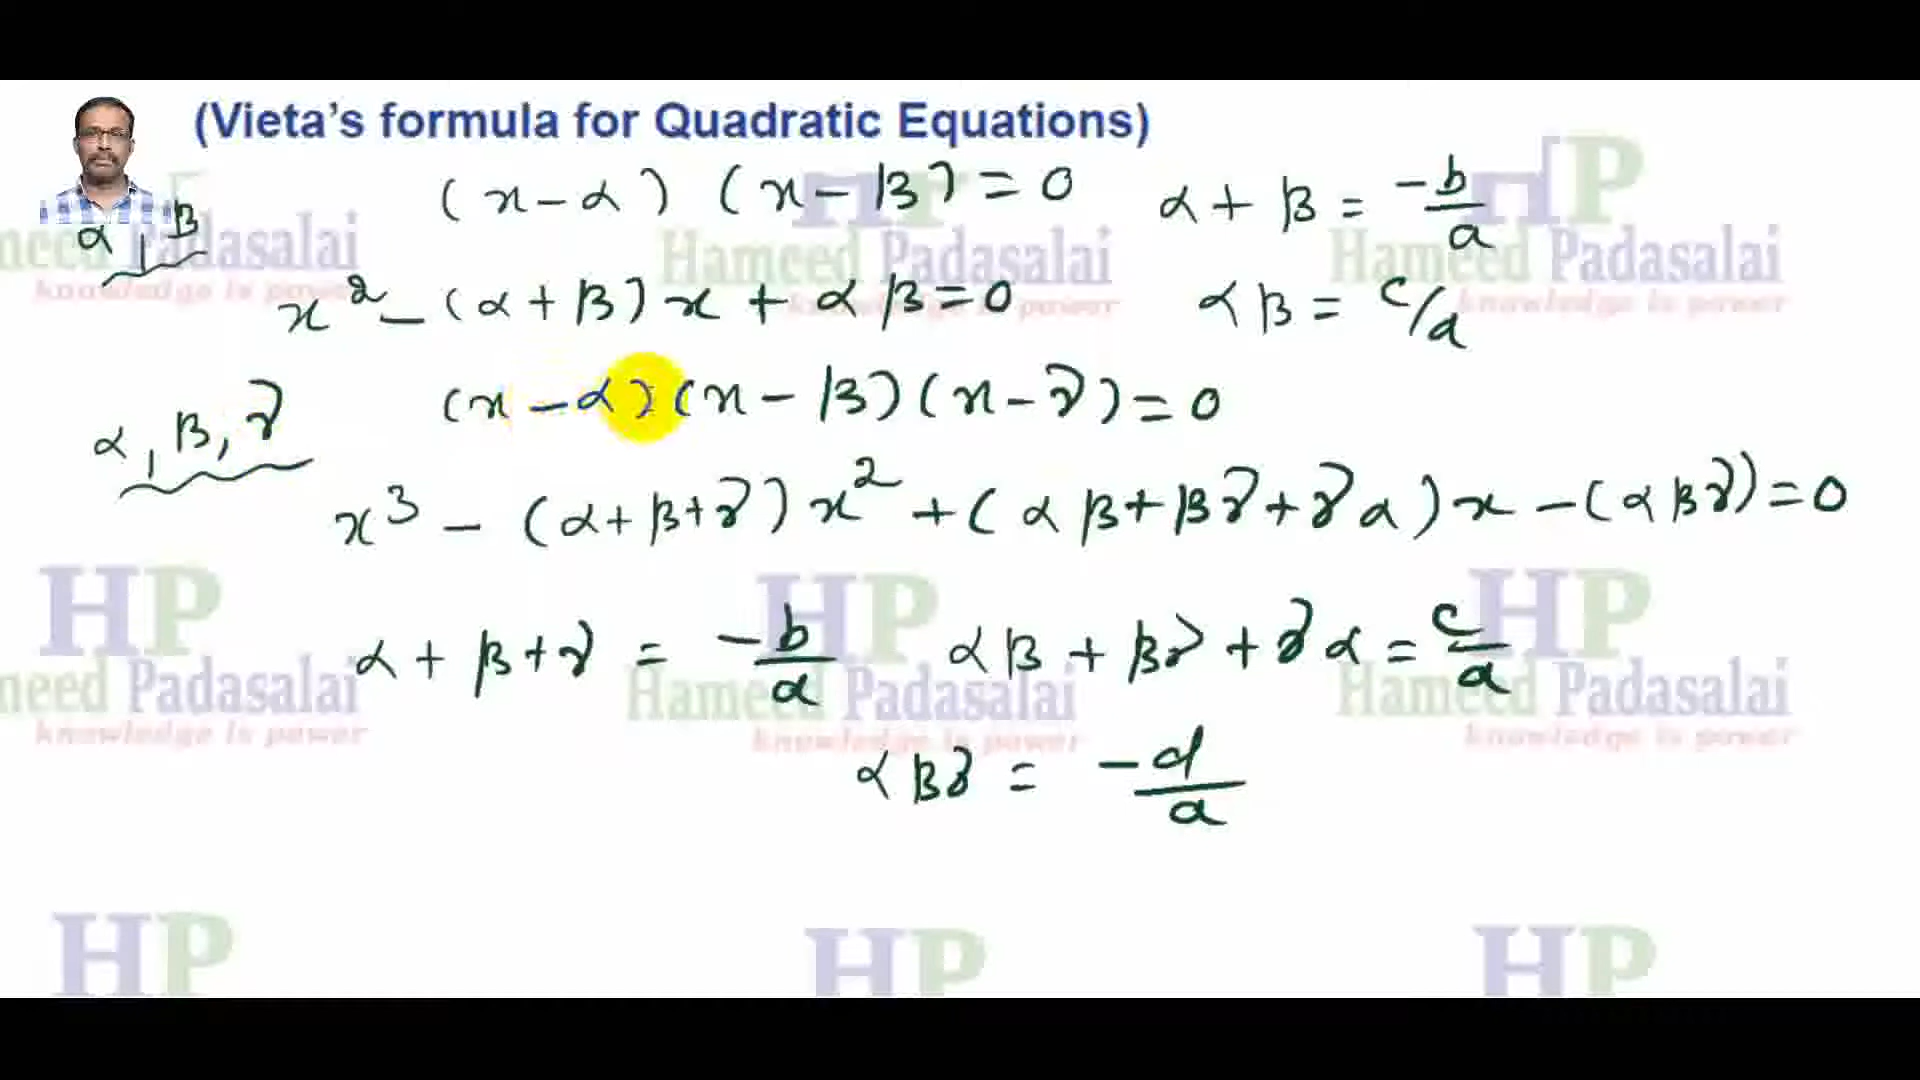 (Vieta's formula for Quadratic Equations)
(x-α) (x-β) = 0
α + β = -b/a
α, β
x² - (α+β)x + αβ = 0
αβ = c/a
(x-α)(x-β)(x-γ) = 0
α, β, γ
x³ - (α+β+γ)x² + (αβ+βγ+γα)x - (αβγ) = 0
α + β + γ = -b/a
αβ + βγ + γα = c/a
αβγ = -d/a
HP
Hameed Padasalai
knowledge is power